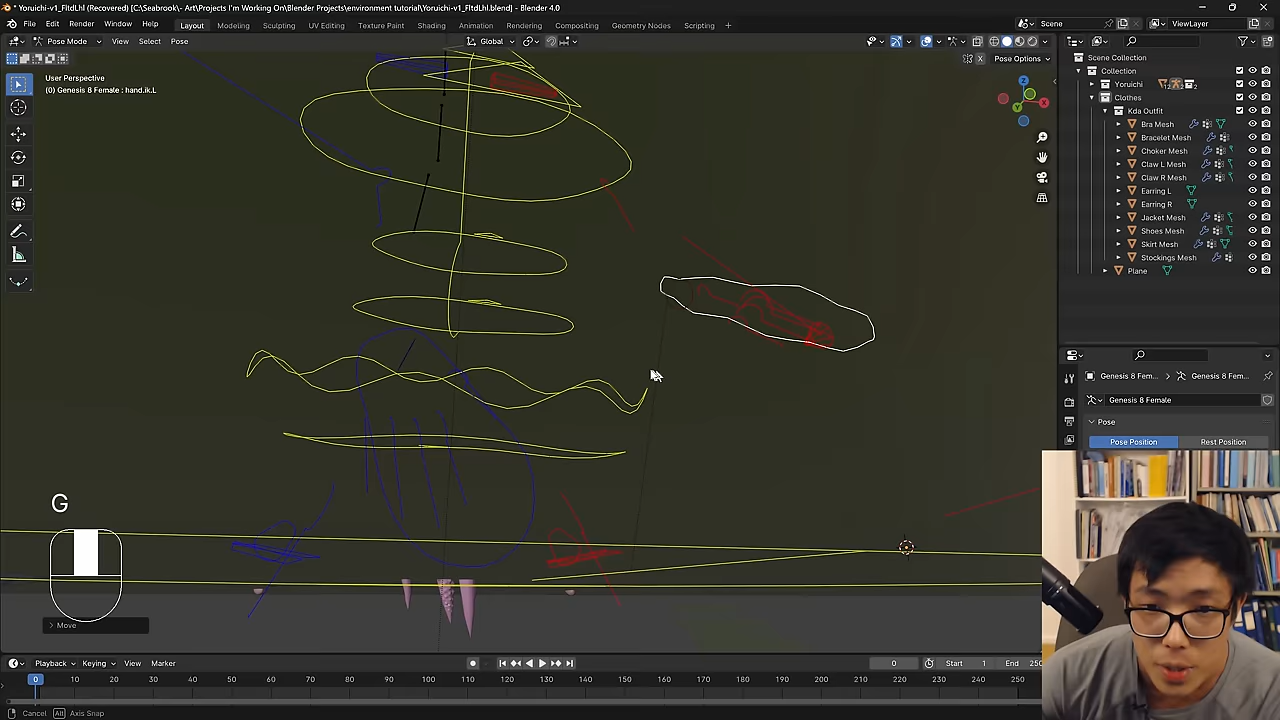 * Yoruichi-v1_FItdLhI (Recovered) [C:\Seabrook\- Art\Projects I'm Working On\Blender Projects\environment tutorial\Yoruichi-v1_FItdLhI.blend] - Blender 4.0
File Edit Render Window Help
Layout Modeling Sculpting UV Editing Texture Paint Shading Animation Rendering Compositing Geometry Nodes Scripting
Scene
ViewLayer
Pose Mode View Select Pose
Global
X Pose Options
User Perspective
(0) Genesis 8 Female : hand.ik.L
Z
Y
X
Scene Collection
Collection
Yoruichi
Clothes
Kda Outfit
Bra Mesh
Bracelet Mesh
Choker Mesh
Claw L Mesh
Claw R Mesh
Earring L
Earring R
Jacket Mesh
Shoes Mesh
Skirt Mesh
Stockings Mesh
Plane
Genesis 8 Fem... Genesis 8 Fem...
Genesis 8 Female
Pose
Pose Position Rest Position
G
Move
Playback Keying View Marker
0 Start 1 End 250
0 10 20 30 40 50 60 70 80 90 100 110 120 130 140 150 160 170 180 190 200 210 220 230 240 250
Cancel Alt Axis Snap